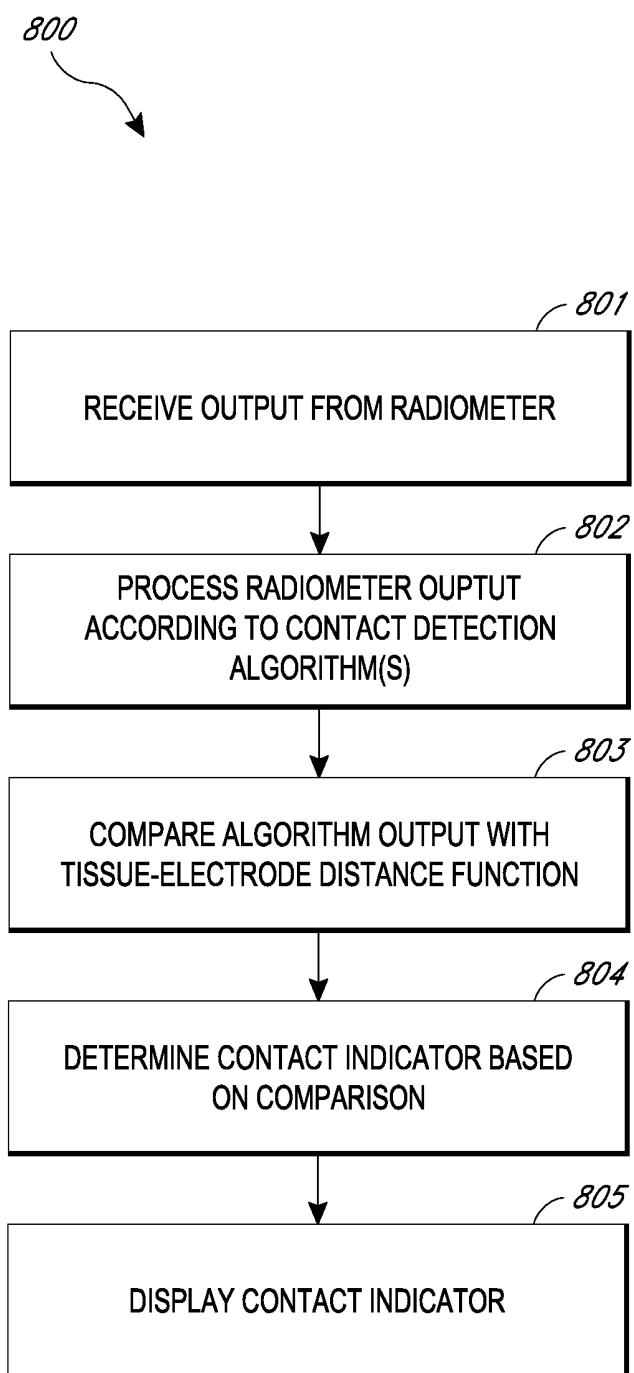 800
801
RECEIVE OUTPUT FROM RADIOMETER
802
PROCESS RADIOMETER OUPTUT
ACCORDING TO CONTACT DETECTION
ALGORITHM(S)
803
COMPARE ALGORITHM OUTPUT WITH
TISSUE-ELECTRODE DISTANCE FUNCTION
804
DETERMINE CONTACT INDICATOR BASED
ON COMPARISON
805
DISPLAY CONTACT INDICATOR